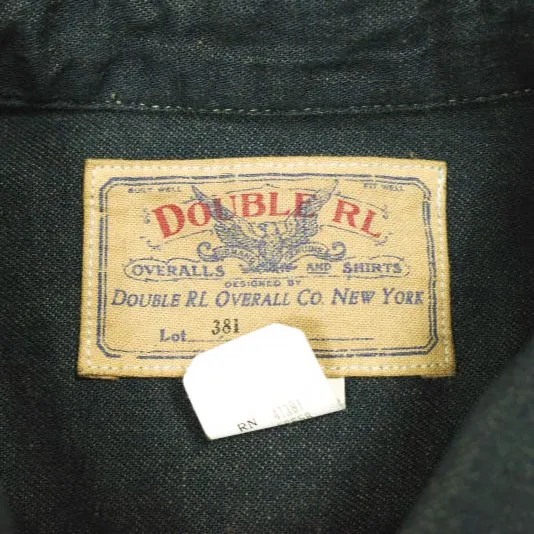 BUILT WELL FIT WELL
DOUBLE RL
OVERALLS AND SHIRTS
DESIGNED BY
DOUBLE RL OVERALL CO. NEW YORK
Lot 381
RN 41381